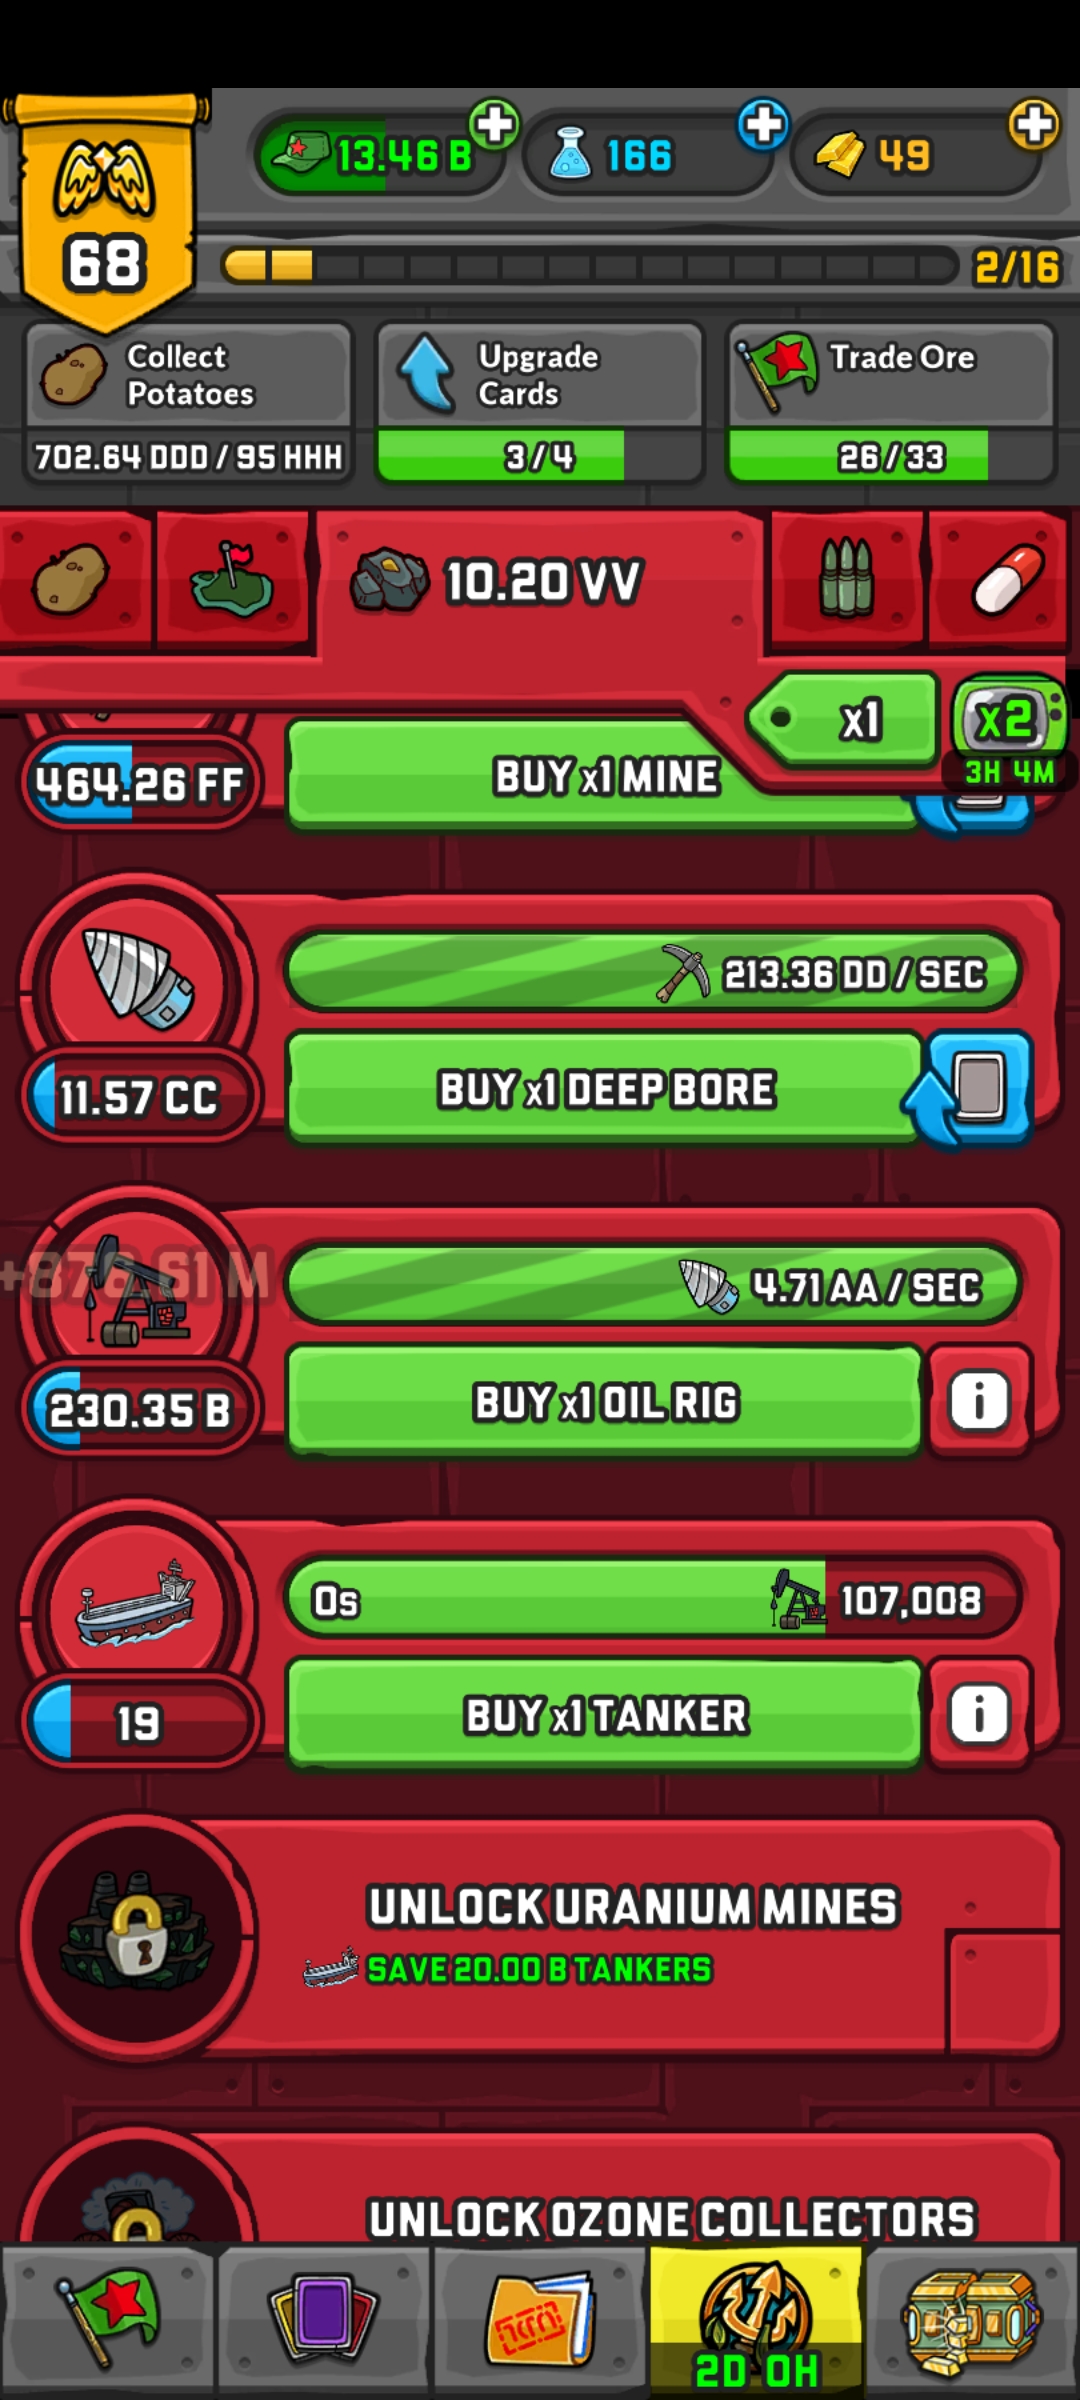 13.46 B
166
49
68
2/16
Collect
Potatoes
Upgrade
Cards
Trade Ore
702.64 DDD / 95 HHH
3/4
26/33
10.20 VV
x1
x2
3H 4M
464.26 FF
BUY x1 MINE
213.36 DD / SEC
11.57 CC
BUY x1 DEEP BORE
+878.61 M
4.71 AA / SEC
230.35 B
BUY x1 OIL RIG
0s
107,008
19
BUY x1 TANKER
UNLOCK URANIUM MINES
SAVE 20.00 B TANKERS
UNLOCK OZONE COLLECTORS
2D 0H